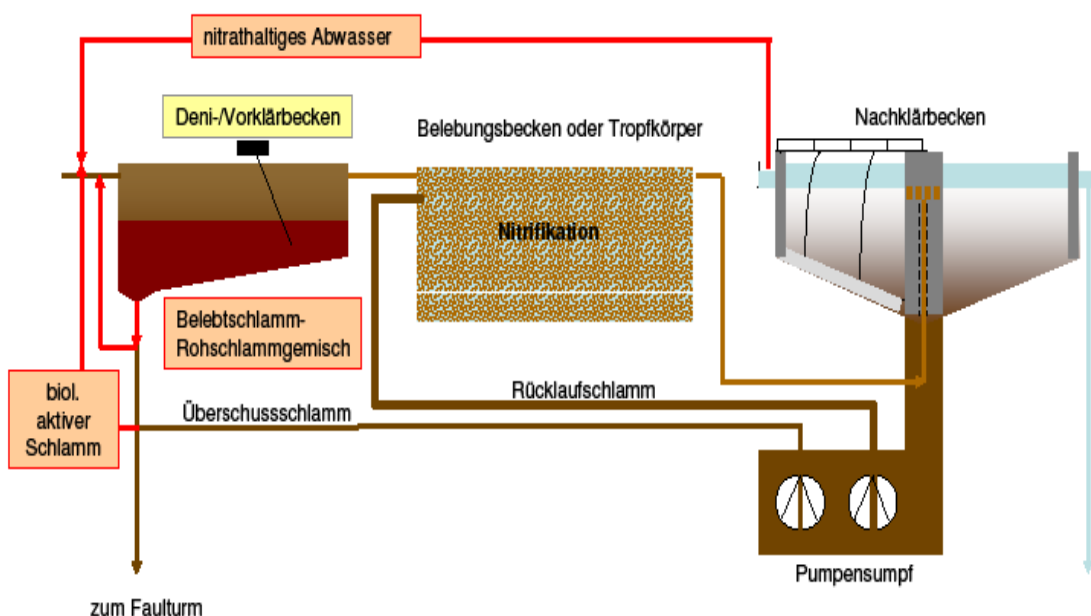 nitrathaltiges Abwasser
Deni-/Vorklärbecken
Belebungsbecken oder Tropfkörper
Nachklärbecken
Nitrifikation
Belebtschlamm-
Rohschlammgemisch
biol.
aktiver
Schlamm
Überschussschlamm
Rücklaufschlamm
Pumpensumpf
zum Faulturm